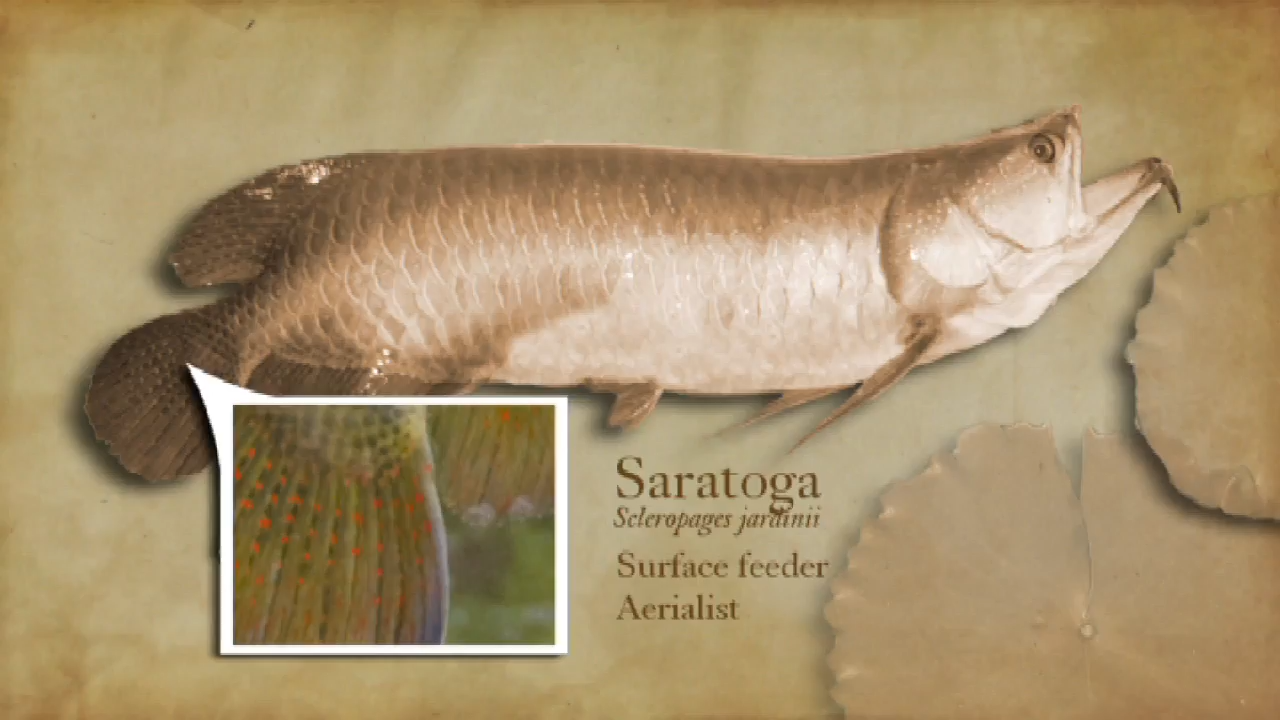 Saratoga
Scleropages jardinii
Surface feeder
Aerialist